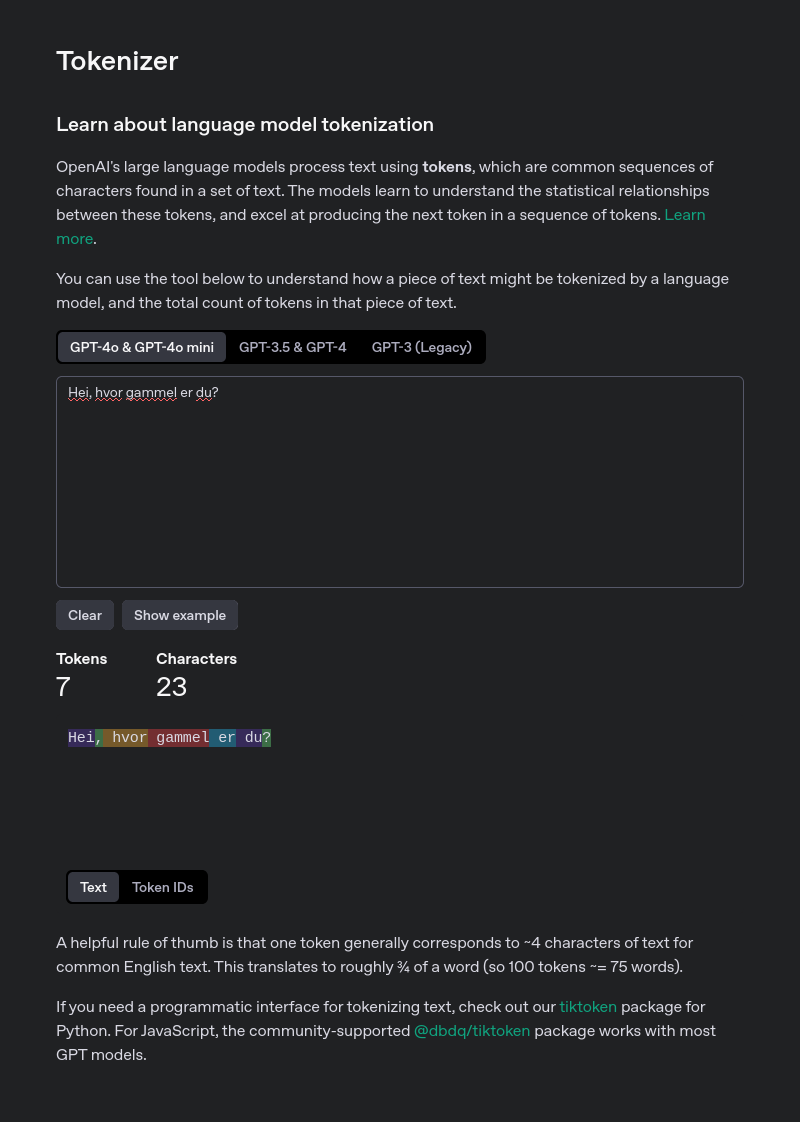 Tokenizer
Learn about language model tokenization
OpenAI's large language models process text using tokens, which are common sequences of
characters found in a set of text. The models learn to understand the statistical relationships
between these tokens, and excel at producing the next token in a sequence of tokens. Learn
more.
You can use the tool below to understand how a piece of text might be tokenized by a language
model, and the total count of tokens in that piece of text.
GPT-4o & GPT-4o mini GPT-3.5 & GPT-4 GPT-3 (Legacy)
Hei, hvor gammel er du?
Clear Show example
Tokens Characters
7 23
Hei, hvor gammel er du?
Text Token IDs
A helpful rule of thumb is that one token generally corresponds to ~4 characters of text for
common English text. This translates to roughly ¾ of a word (so 100 tokens ~= 75 words).
If you need a programmatic interface for tokenizing text, check out our tiktoken package for
Python. For JavaScript, the community-supported @dbdq/tiktoken package works with most
GPT models.